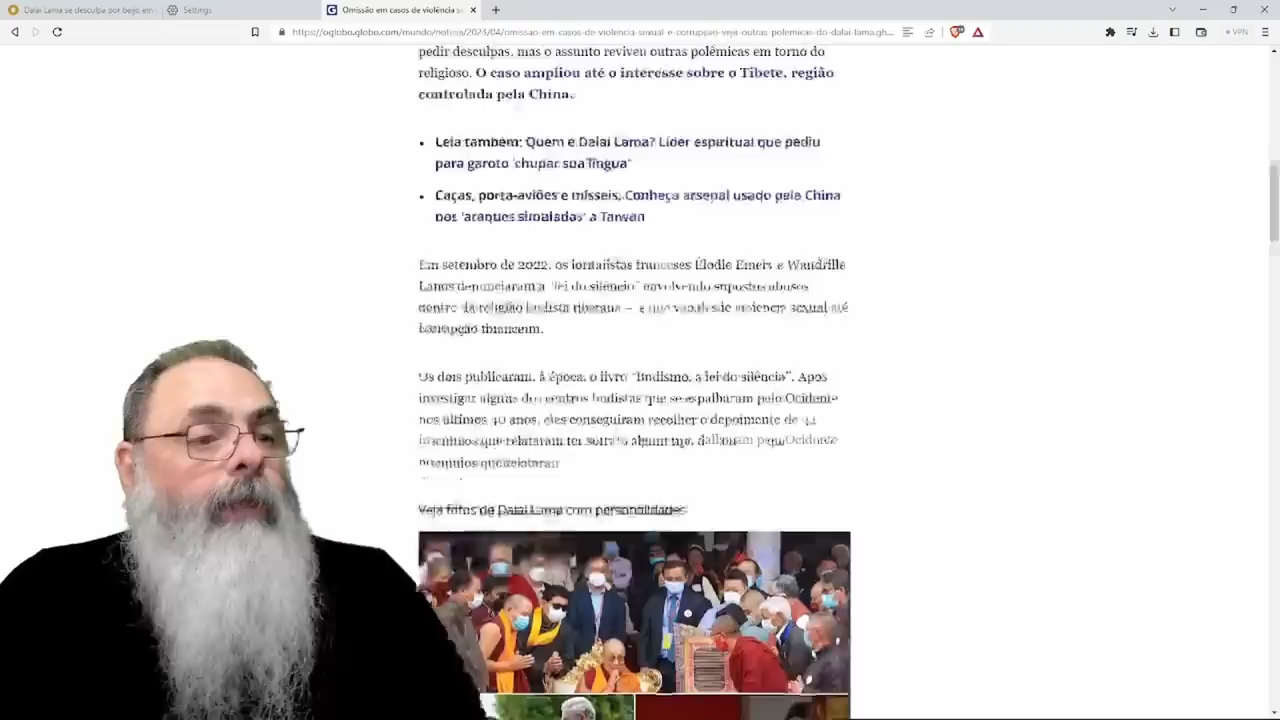 Dalai Lama se desculpa por beijo em
Settings
Omissão em casos de violência se
https://oglobo.globo.com/mundo/noticia/2023/04/omissao-em-casos-de-violencia-sexual-e-corrupcao-veja-outras-polemicas-do-dalai-lama.gh...
VPN
pedir desculpas, mas o assunto reviveu outras polêmicas em torno do
religioso. O caso ampliou até o interesse sobre o Tibete, região
controlada pela China.
Leia também: Quem é Dalai Lama? Líder espiritual que pediu
para garoto 'chupar sua língua'
Caças, porta-aviões e mísseis. Conheça arsenal usado pela China
nos 'ataques simulados' a Taiwan
Em setembro de 2022, os jornalistas franceses Élodie Emery e Wandrille
Lanos denunciaram a "lei do silêncio" envolvendo supostos abusos
dentro da religião budista tibetana – e que vão desde violência sexual até
corrupção financeira.
Os dois publicaram, à época, o livro "Budismo, a lei do silêncio". Após
investigar alguns dos centros budistas que se espalharam pelo Ocidente
nos últimos 40 anos, eles conseguiram recolher o depoimento de
que relataram ter sofrido algum tipo
Veja fotos de Dalai Lama com personalidades